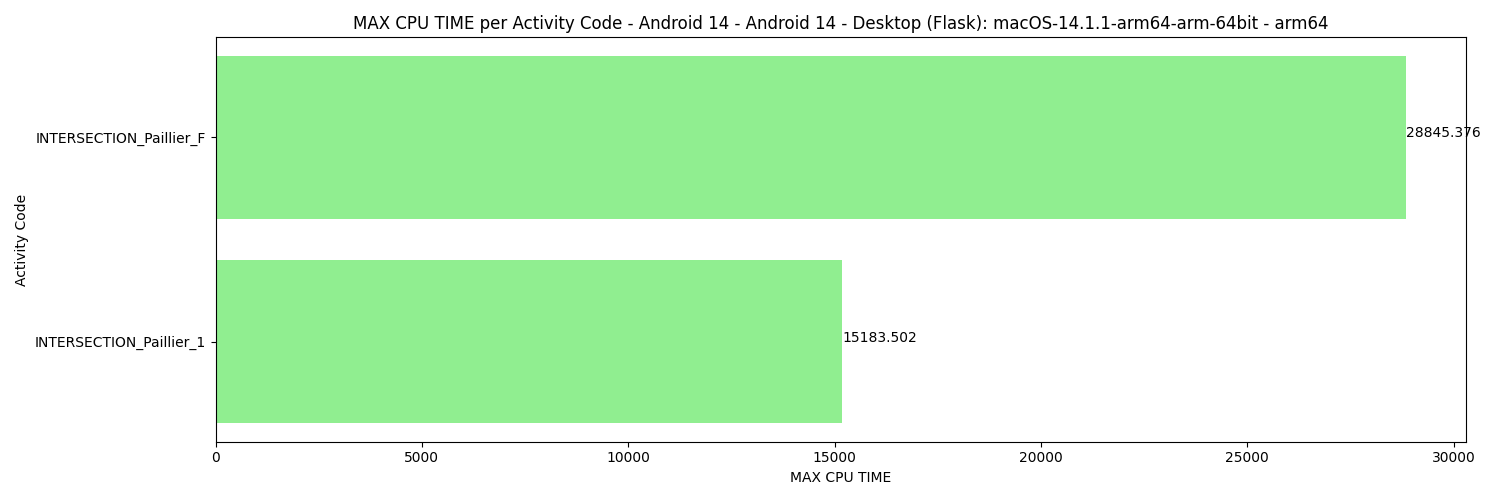 MAX CPU TIME per Activity Code - Android 14 - Android 14 - Desktop (Flask): macOS-14.1.1-arm64-arm-64bit - arm64
Activity Code
INTERSECTION_Paillier_F
28845.376
INTERSECTION_Paillier_1
15183.502
0 5000 10000 15000 20000 25000 30000
MAX CPU TIME